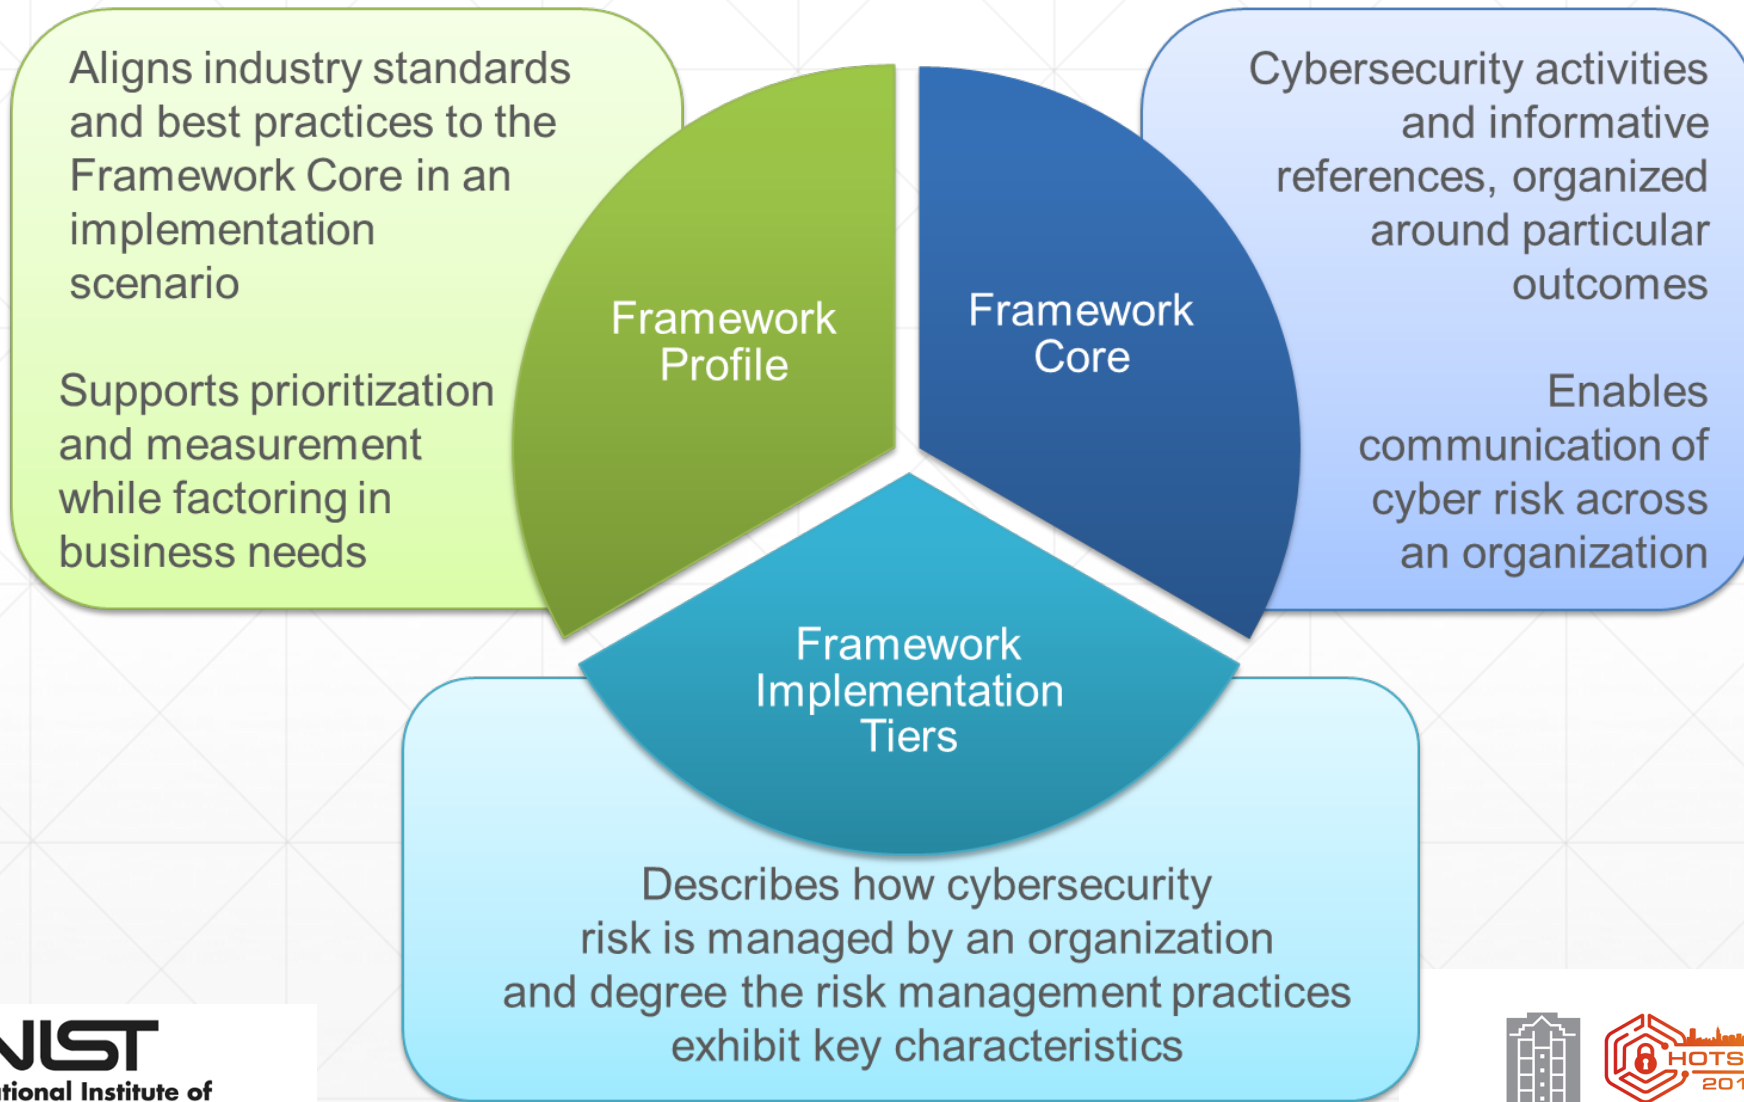 Aligns industry standards
and best practices to the
Framework Core in an
implementation
scenario
Supports prioritization
and measurement
while factoring in
business needs
Framework
Profile
Framework
Core
Cybersecurity activities
and informative
references, organized
around particular
outcomes
Enables
communication of
cyber risk across
an organization
Framework
Implementation
Tiers
Describes how cybersecurity
risk is managed by an organization
and degree the risk management practices
exhibit key characteristics
NIST
Institute of